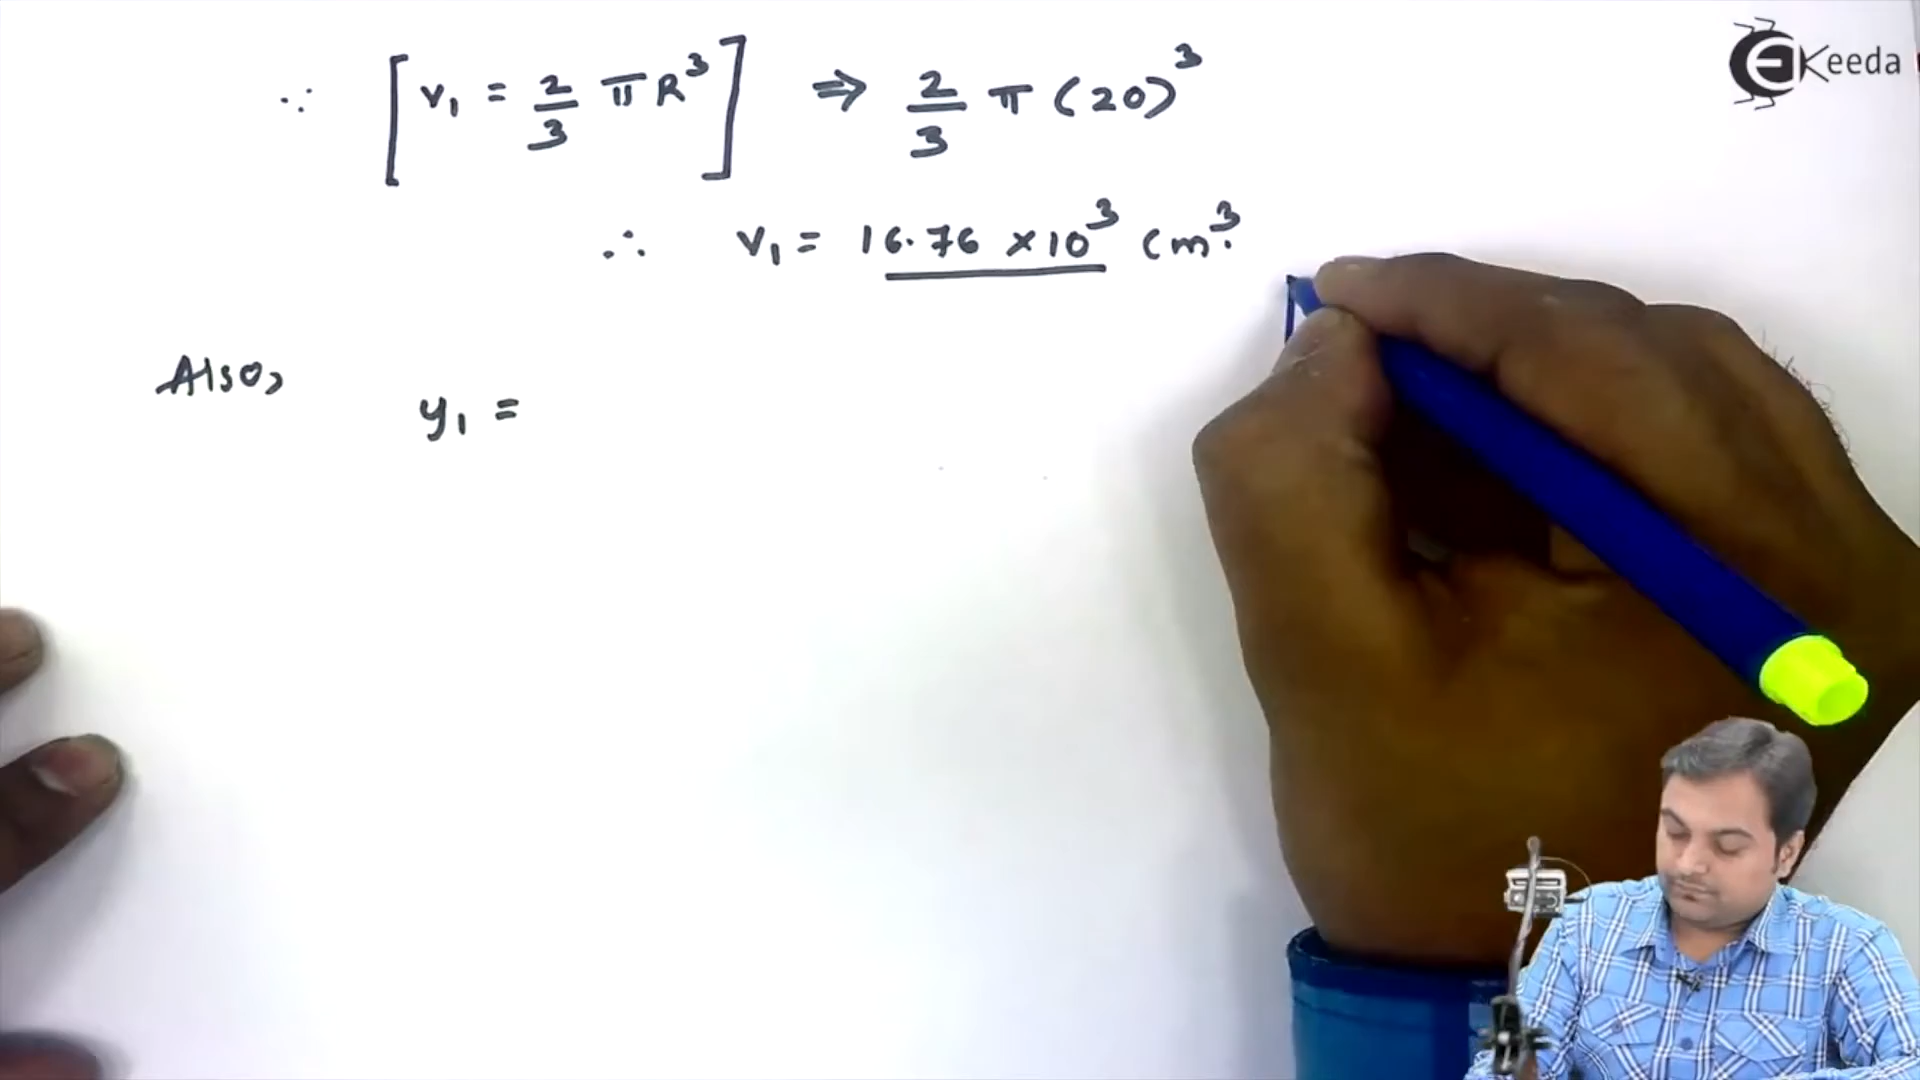 ∵ [v₁ = 2/3 π R³] ⇒ 2/3 π (20)³
∴ v₁ = 16.76 × 10³ cm³.
Also,
y₁ =
EKeeda